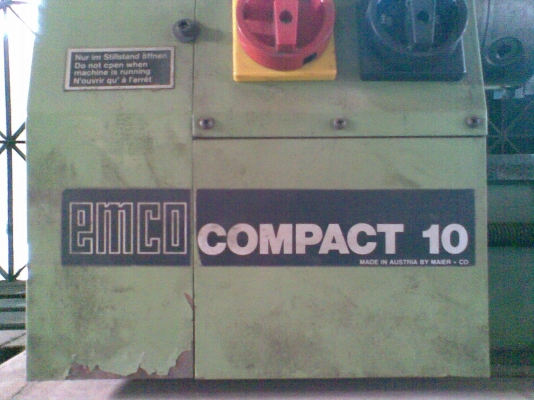 Nur im Stillstand öffnen
Do not open when
machine is running
N'ouvrir qu' à l'arrêt
emco COMPACT 10
MADE IN AUSTRIA BY MAIER + CO